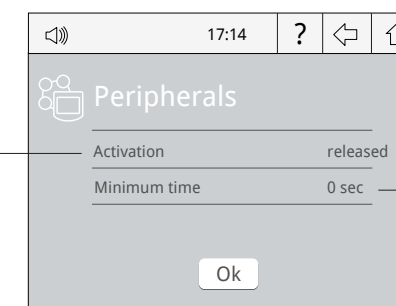 17:14 ?
Peripherals
Activation released
Minimum time 0 sec
Ok